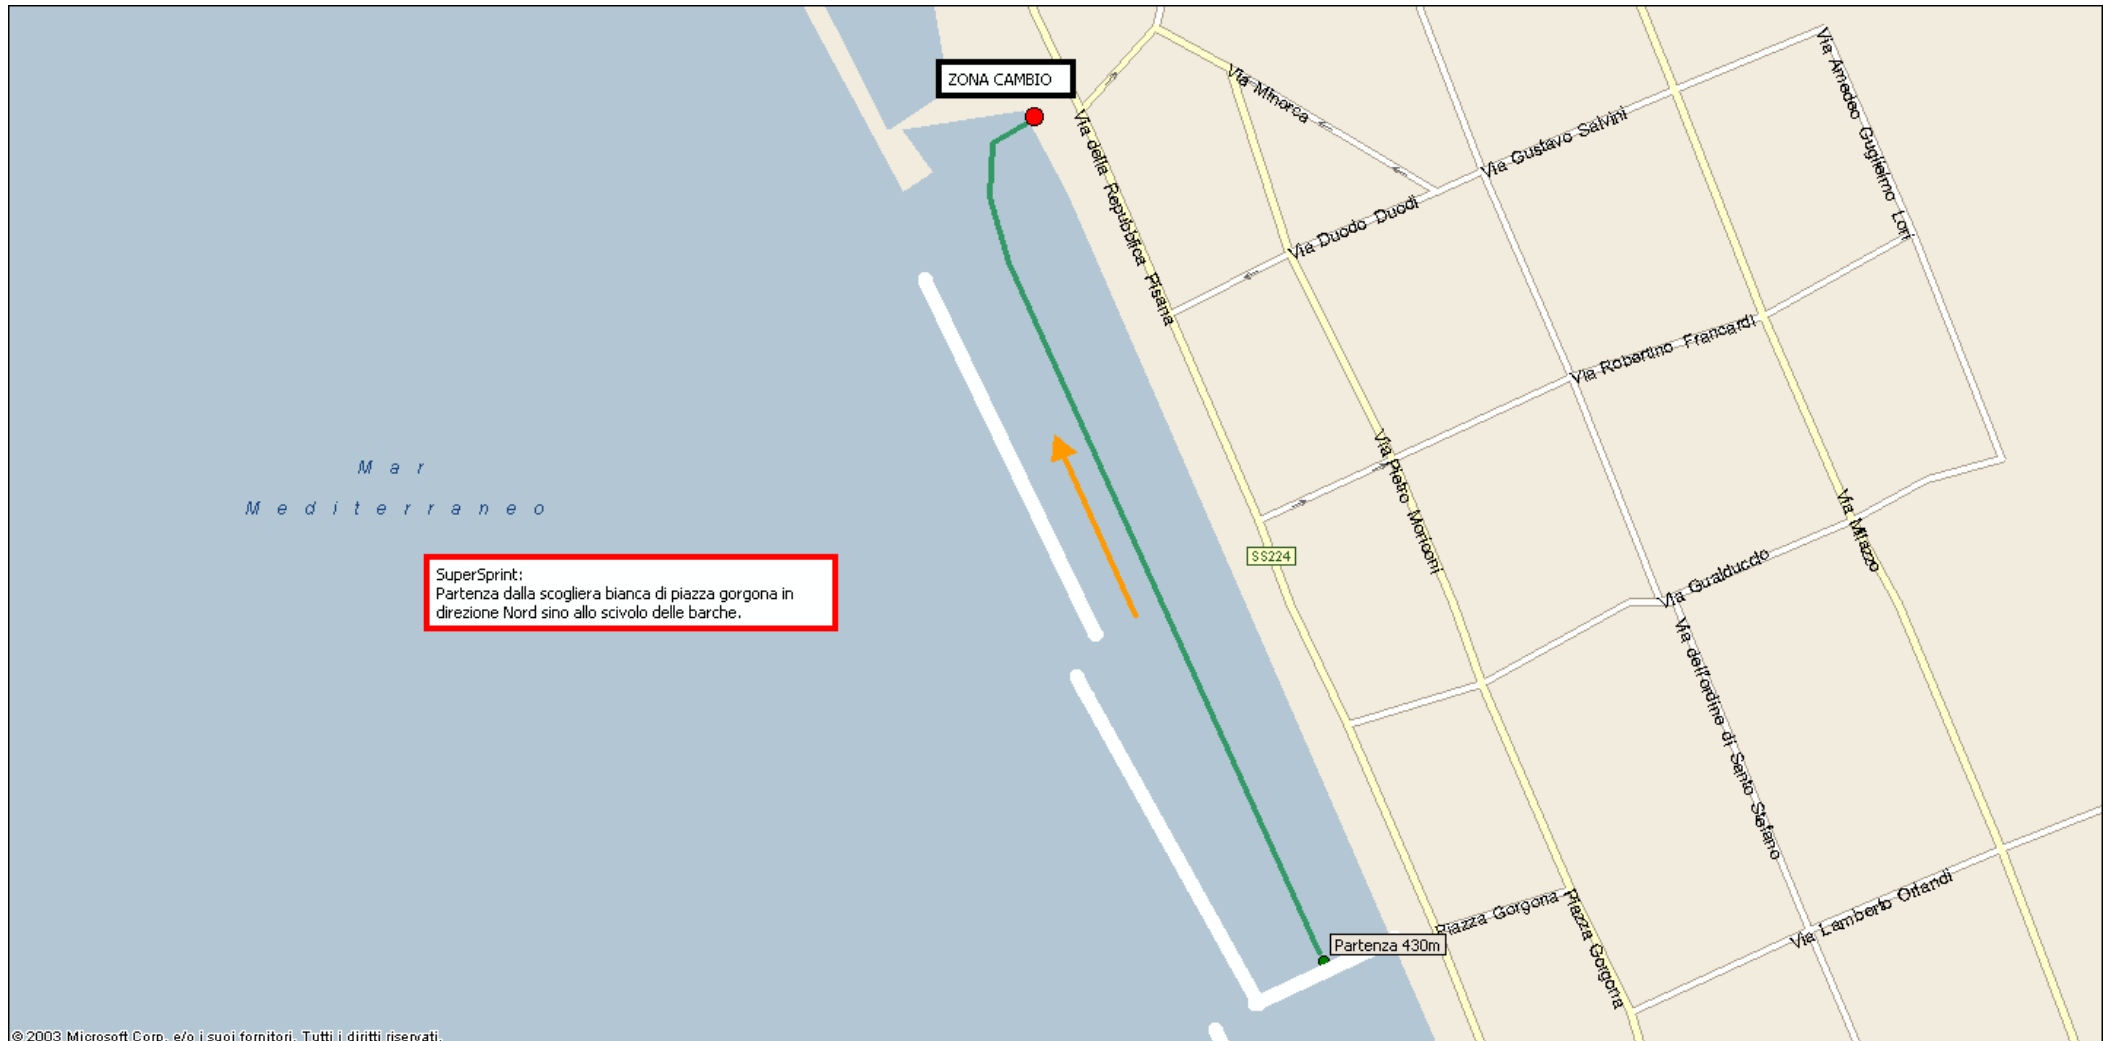 ZONA CAMBIO
Via Minorca
Via Amedeo Guglielmo Lori
Via Gustavo Salvini
Via della Repubblica Pisana
Via Duodo Duodi
Via Robertino Francardi
Mar
Mediterraneo
Via Pietro Moriconi
Via Milazzo
SS224
SuperSprint:
Partenza dalla scogliera bianca di piazza gorgona in
direzione Nord sino allo scivolo delle barche.
Via Gualduccio
Via dell'ordine di Santo Stefano
Piazza Gorgona
Piazza Gorgona
Via Lamberto Orlandi
Partenza 430m
© 2003 Microsoft Corp. e/o i suoi fornitori. Tutti i diritti riservati.